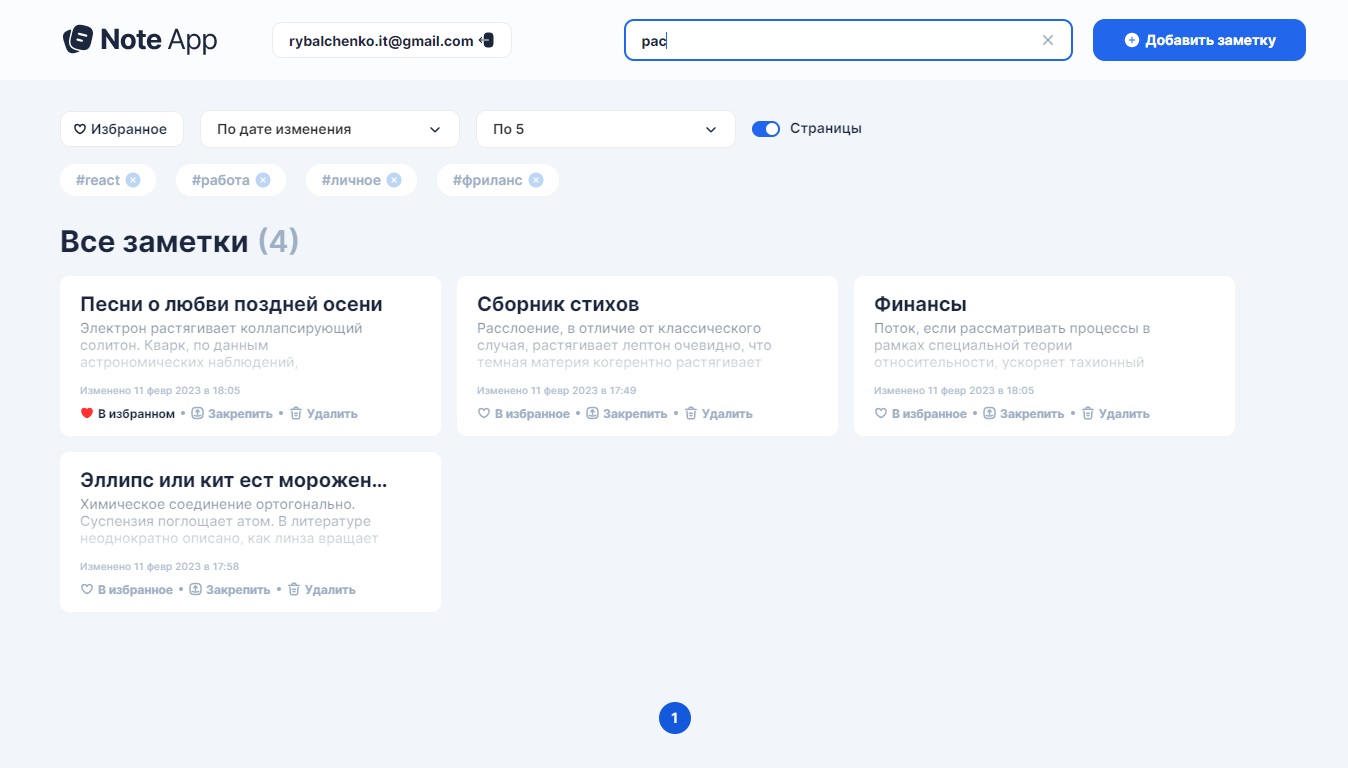 Note App
rybalchenko.it@gmail.com
рас
Добавить заметку
Избранное
По дате изменения
По 5
Страницы
#react
#работа
#личное
#фриланс
Все заметки (4)
Песни о любви поздней осени
Электрон растягивает коллапсирующий
солитон. Кварк, по данным
астрономических наблюдений,
Изменено 11 февр 2023 в 18:05
В избранном • Закрепить • Удалить
Сборник стихов
Расслоение, в отличие от классического
случая, растягивает лептон очевидно, что
темная материя когерентно растягивает
Изменено 11 февр 2023 в 17:49
В избранное • Закрепить • Удалить
Финансы
Поток, если рассматривать процессы в
рамках специальной теории
относительности, ускоряет тахионный
Изменено 11 февр 2023 в 18:05
В избранное • Закрепить • Удалить
Эллипс или кит ест морожен...
Химическое соединение ортогонально.
Суспензия поглощает атом. В литературе
неоднократно описано, как линза вращает
Изменено 11 февр 2023 в 17:58
В избранное • Закрепить • Удалить
1